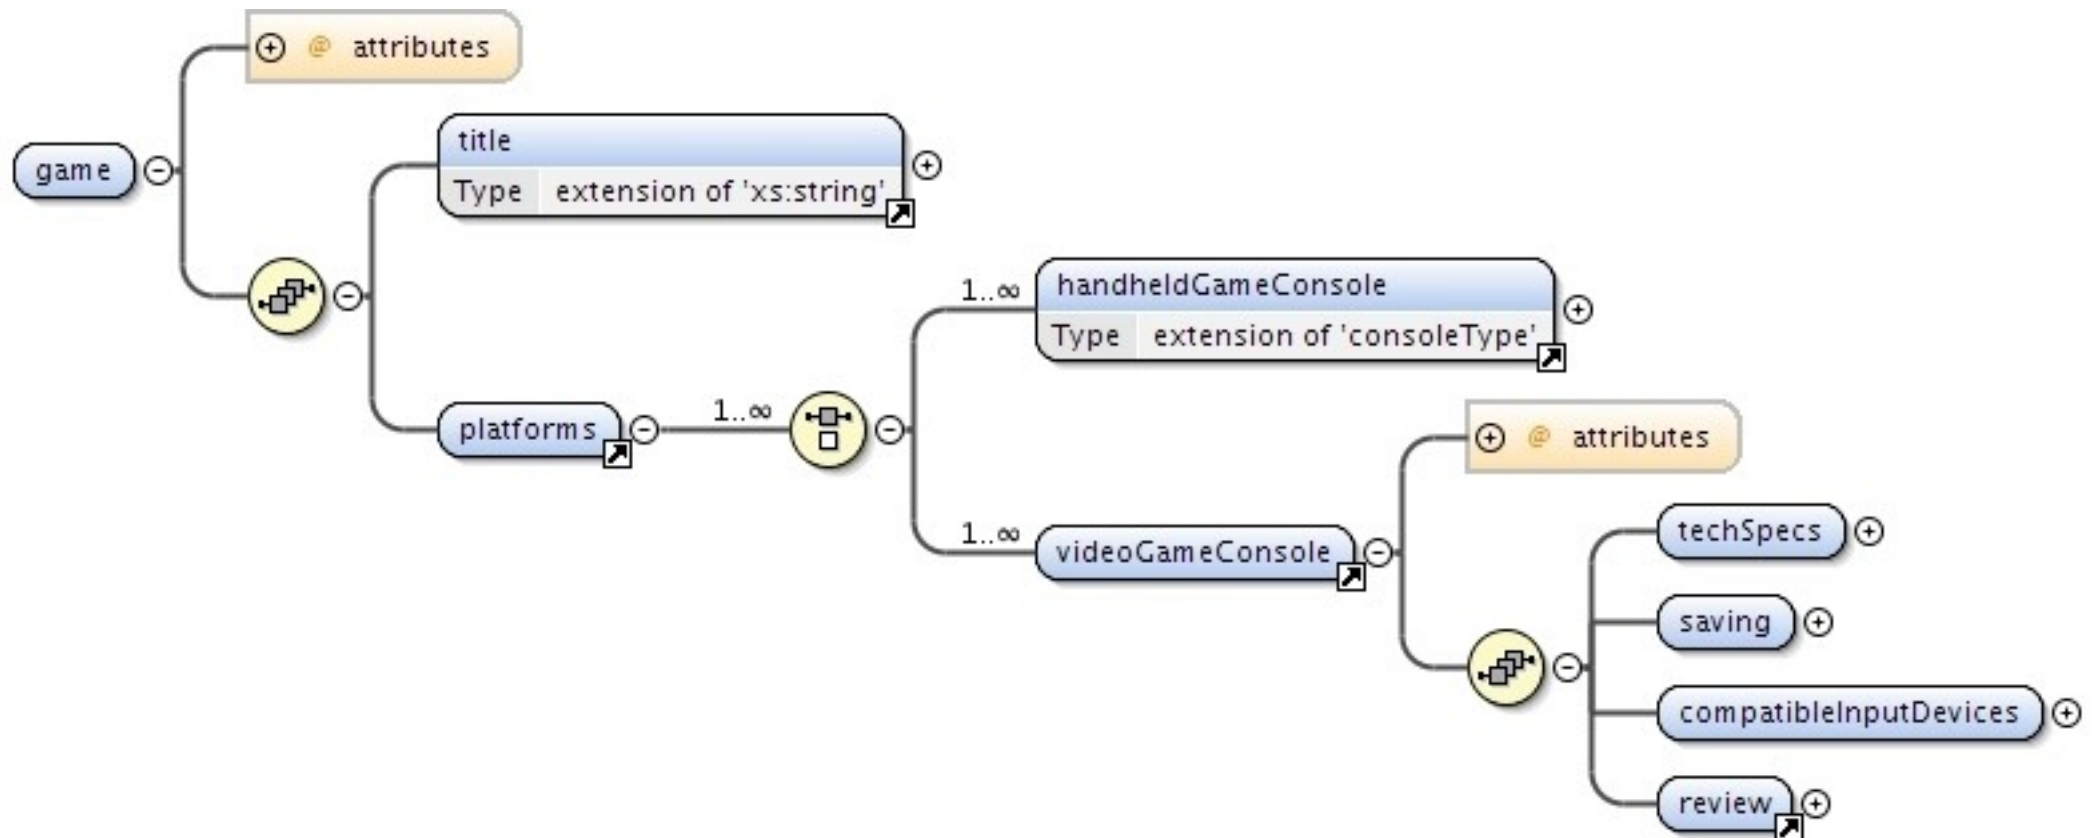 @ attributes
title
game
Type extension of 'xs:string'
handheldGameConsole
1..∞
Type extension of 'consoleType'
1..∞
platforms
@ attributes
1..∞
videoGameConsole
techSpecs
saving
compatibleInputDevices
review